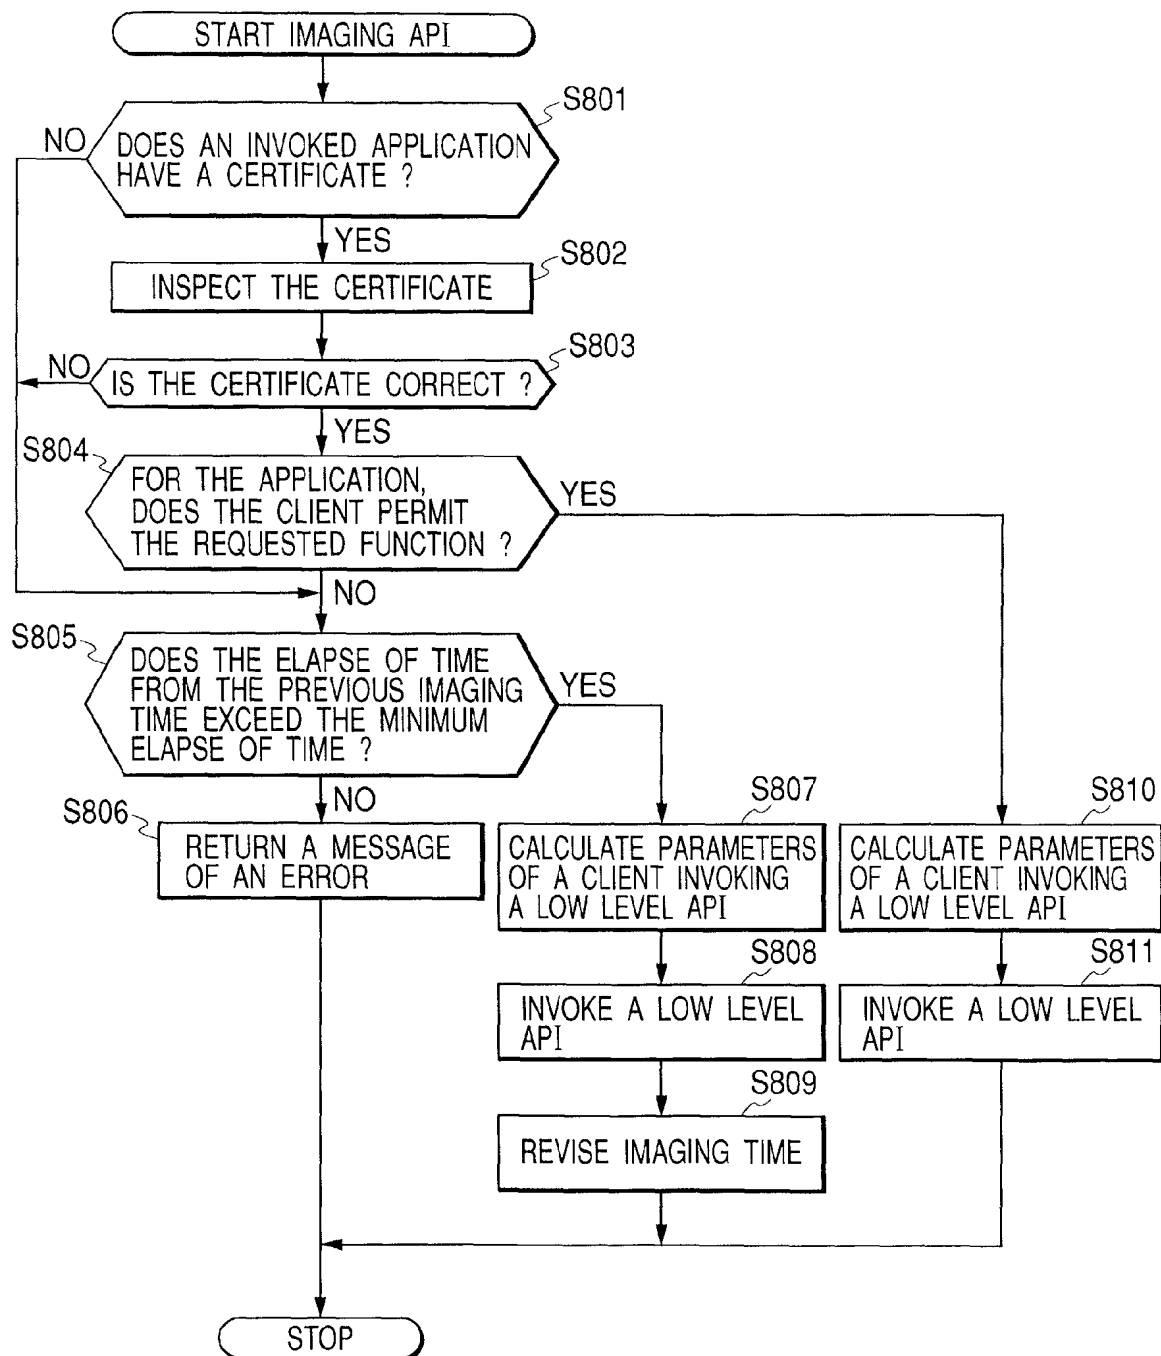 START IMAGING API
S801
NO
DOES AN INVOKED APPLICATION
HAVE A CERTIFICATE ?
YES
S802
INSPECT THE CERTIFICATE
S803
NO
IS THE CERTIFICATE CORRECT ?
YES
S804
FOR THE APPLICATION,
DOES THE CLIENT PERMIT
THE REQUESTED FUNCTION ?
YES
NO
S805
DOES THE ELAPSE OF TIME
FROM THE PREVIOUS IMAGING
TIME EXCEED THE MINIMUM
ELAPSE OF TIME ?
YES
NO
S806
RETURN A MESSAGE
OF AN ERROR
S807
CALCULATE PARAMETERS
OF A CLIENT INVOKING
A LOW LEVEL API
S810
CALCULATE PARAMETERS
OF A CLIENT INVOKING
A LOW LEVEL API
S808
INVOKE A LOW LEVEL
API
S811
INVOKE A LOW LEVEL
API
S809
REVISE IMAGING TIME
STOP